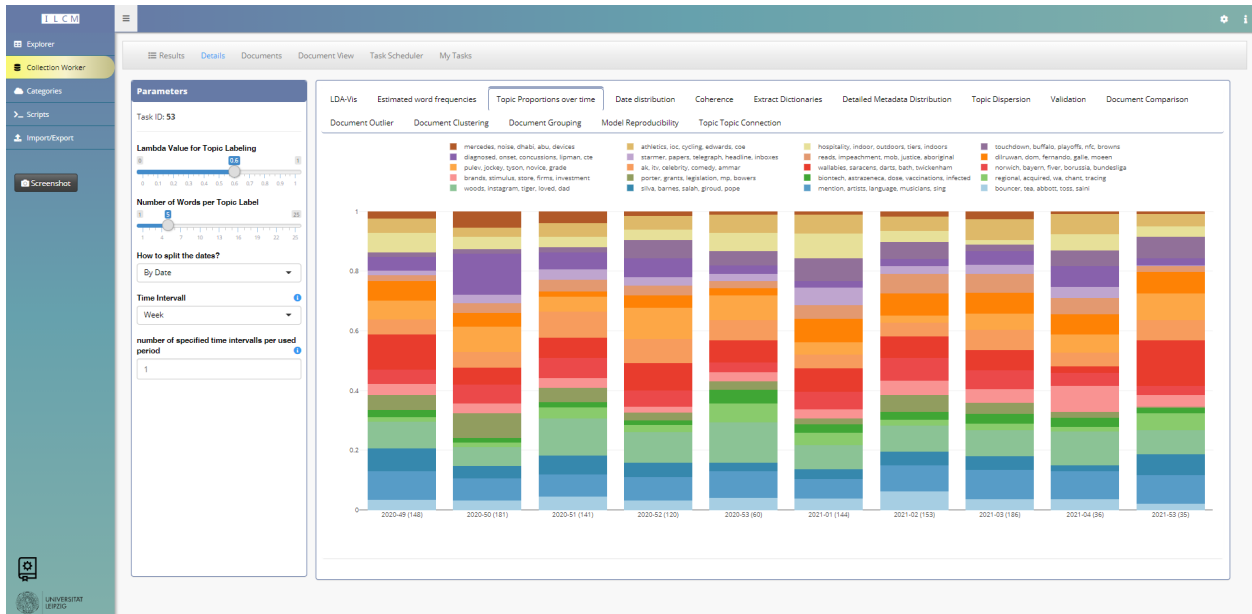 ILCM
Explorer
Collection Worker
Categories
Scripts
Import/Export
Screenshot
UNIVERSITÄT
LEIPZIG
Results Details Documents Document View Task Scheduler My Tasks
Parameters
Task ID: 53
Lambda Value for Topic Labeling
0 0.6 1
0 0.1 0.2 0.3 0.4 0.5 0.6 0.7 0.8 0.9 1
Number of Words per Topic Label
1 5 25
1 4 7 10 13 16 19 22 25
How to split the dates?
By Date
Time Intervall
Week
number of specified time intervalls per used
period
1
LDA-Vis Estimated word frequencies Topic Proportions over time Date distribution Coherence Extract Dictionaries Detailed Metadata Distribution Topic Dispersion Validation Document Comparison
Document Outlier Document Clustering Document Grouping Model Reproducibility Topic Topic Connection
mercedes, noise, dhabi, abu, devices athletics, ioc, cycling, edwards, coe hospitality, indoor, outdoors, tiers, indoors touchdown, buffalo, playoffs, nfc, browns
diagnosed, onset, concussions, lipman, cte starmer, papers, telegraph, headline, inboxes reads, impeachment, mob, justice, aboriginal dilruwan, dom, fernando, galle, moeen
pulev, jockey, tyson, novice, grade ak, itv, celebrity, comedy, ammar wallabies, saracens, darts, bath, twickenham norwich, bayern, fiver, borussia, bundesliga
brands, stimulus, store, firms, investment porter, grants, legislation, mp, bowers biontech, astrazeneca, dose, vaccinations, infected regional, acquired, wa, chant, tracing
woods, instagram, tiger, loved, dad silva, barnes, salah, giroud, pope mention, artists, language, musicians, sing bouncer, tea, abbott, toss, saini
1
0.8
0.6
0.4
0.2
0
2020-49 (148) 2020-50 (181) 2020-51 (141) 2020-52 (120) 2020-53 (60) 2021-01 (144) 2021-02 (153) 2021-03 (186) 2021-04 (36) 2021-53 (35)